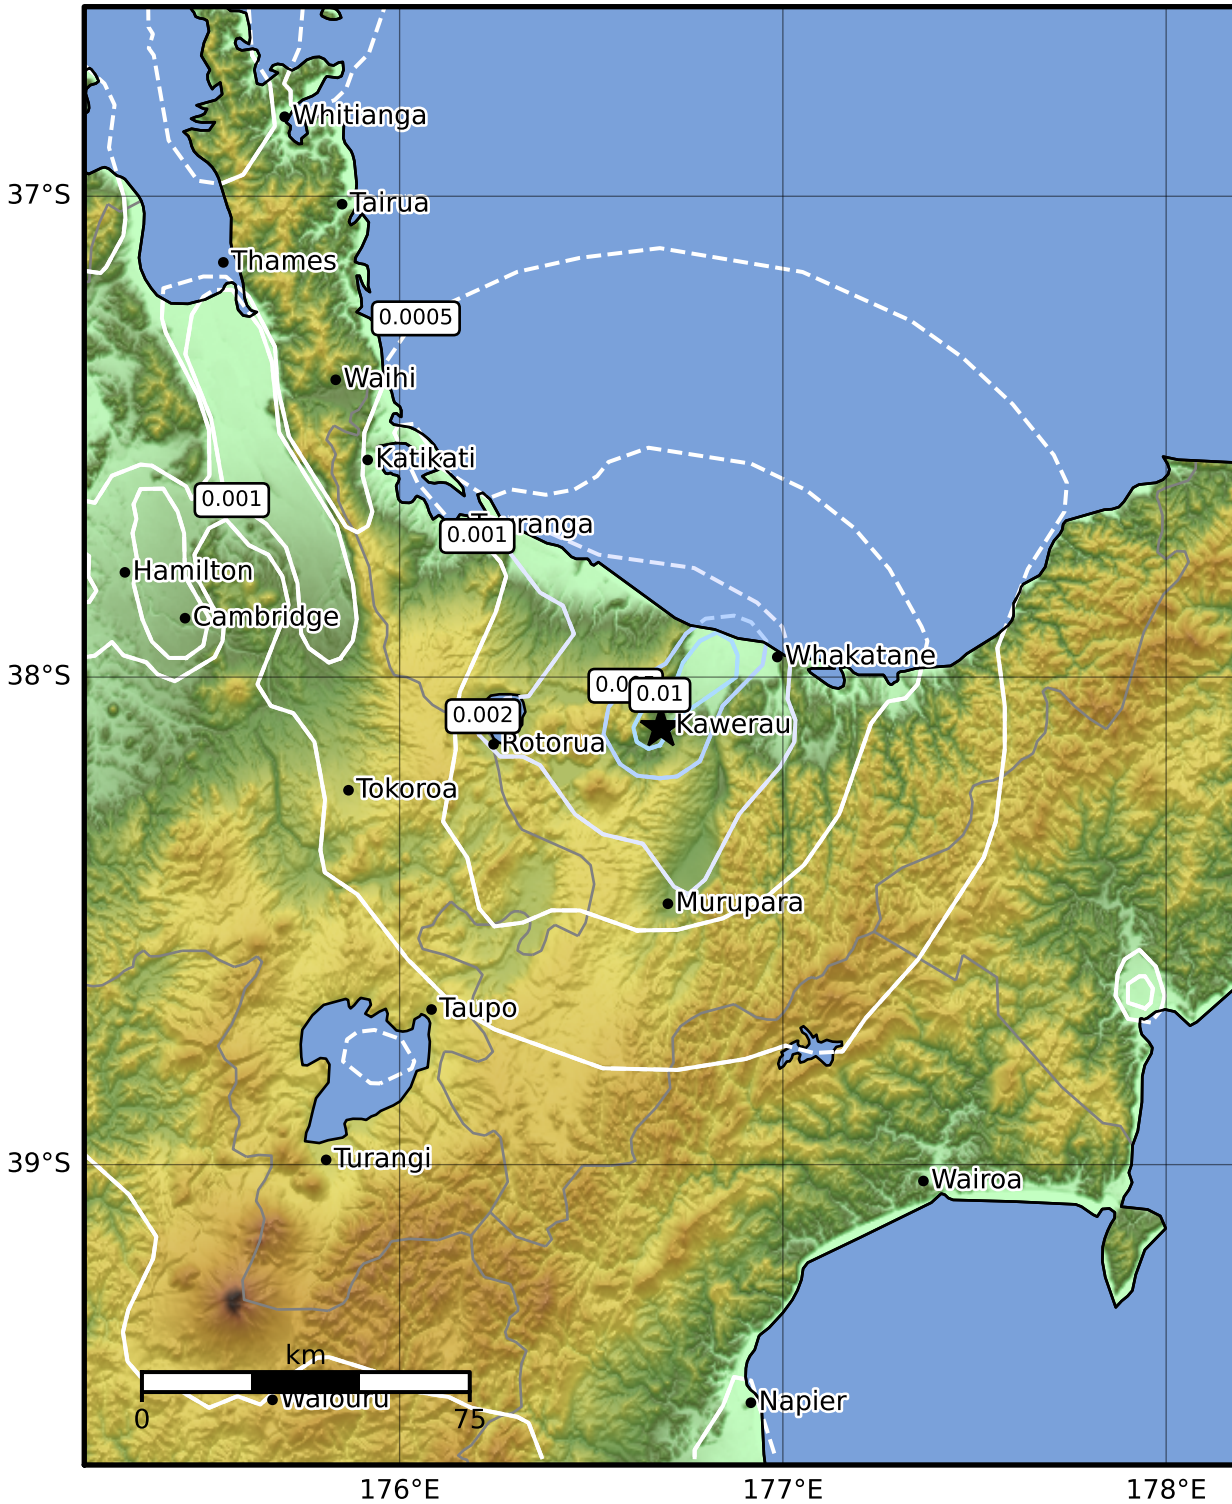 Whitianga
37°S
Tairua
Thames
0.0005
Waihi
Katikati
0.001
0.001
Hamilton
Cambridge
Whakatane
38°S
0.01
0.002
Kawerau
Rotorua
Tokoroa
Murupara
Taupo
39°S
Turangi
Wairoa
km
Waiouru
Napier
0
75
176°E
177°E
178°E